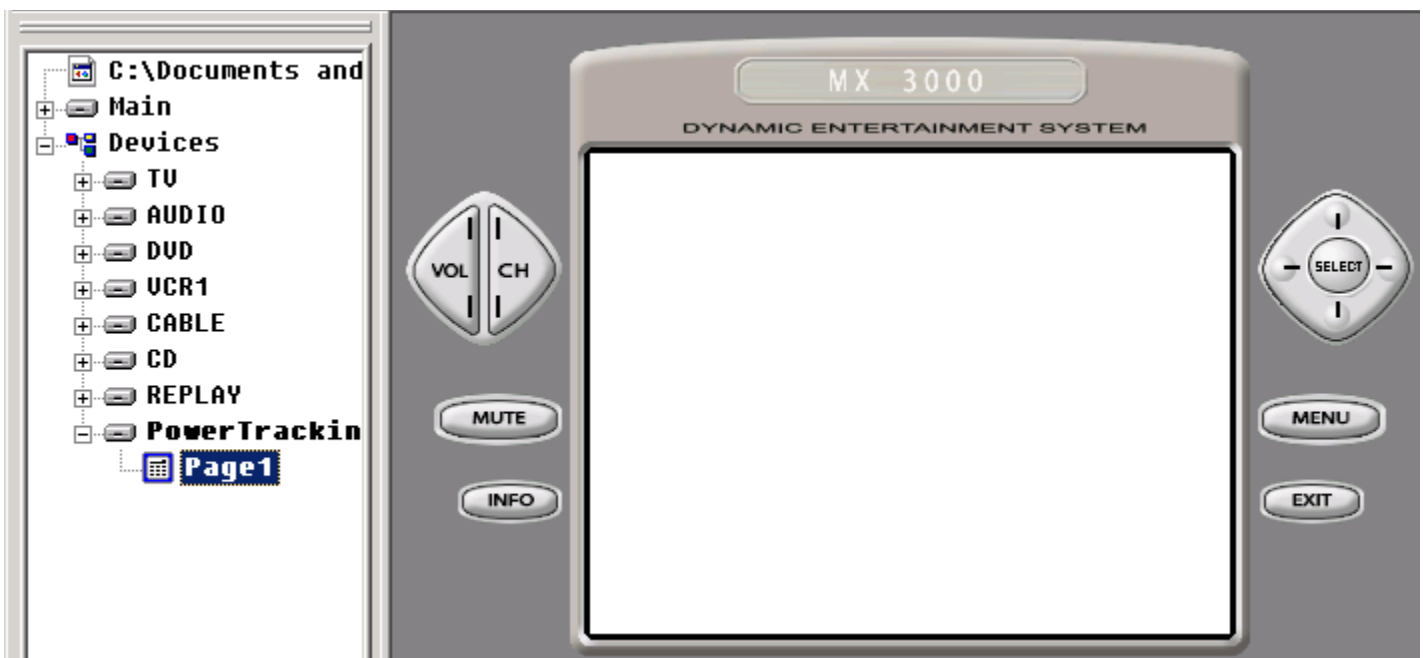 C:\Documents and
Main
Devices
TV
AUDIO
DVD
VCR1
CABLE
CD
REPLAY
PowerTrackin
Page1
MX 3000
DYNAMIC ENTERTAINMENT SYSTEM
VOL
CH
MUTE
INFO
SELECT
MENU
EXIT